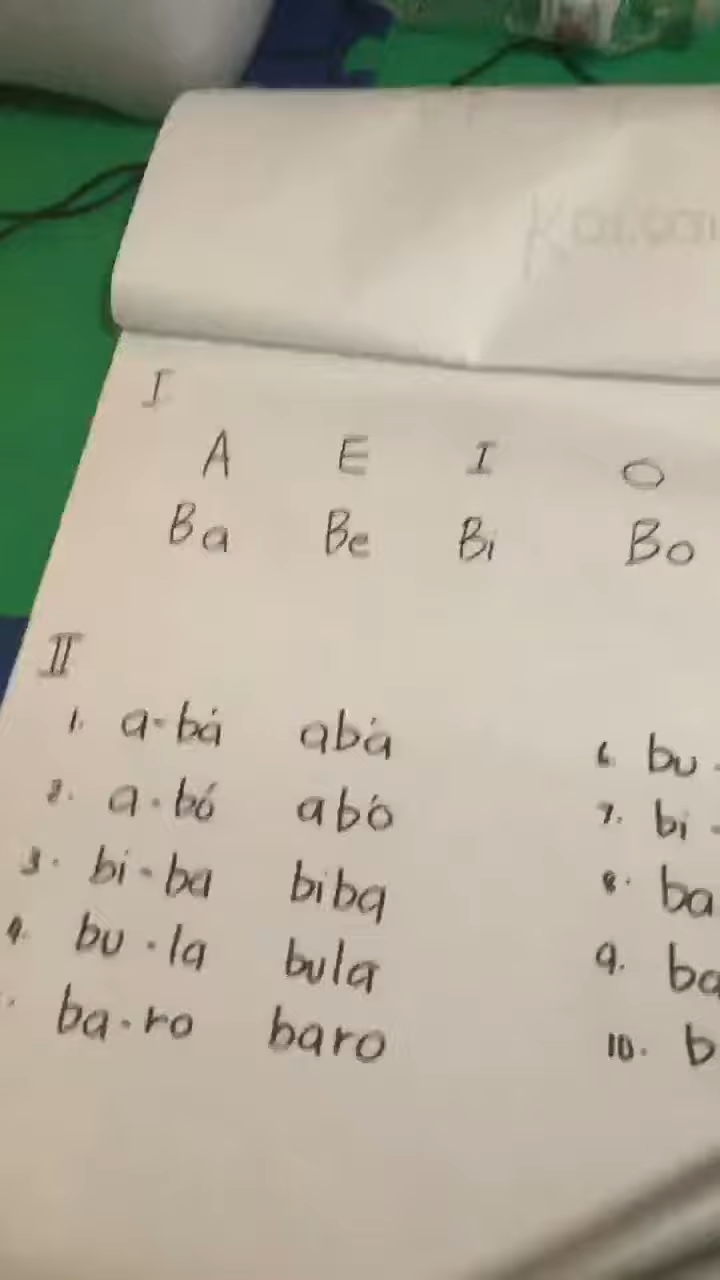 I
A E I O
Ba Be Bi Bo
II
1. a-bá abá
2. a-bó abó
3. bi-ba biba
4. bu-la bula
ba-ro baro
6. bu-
7. bi-
8. ba
9. ba
10. b